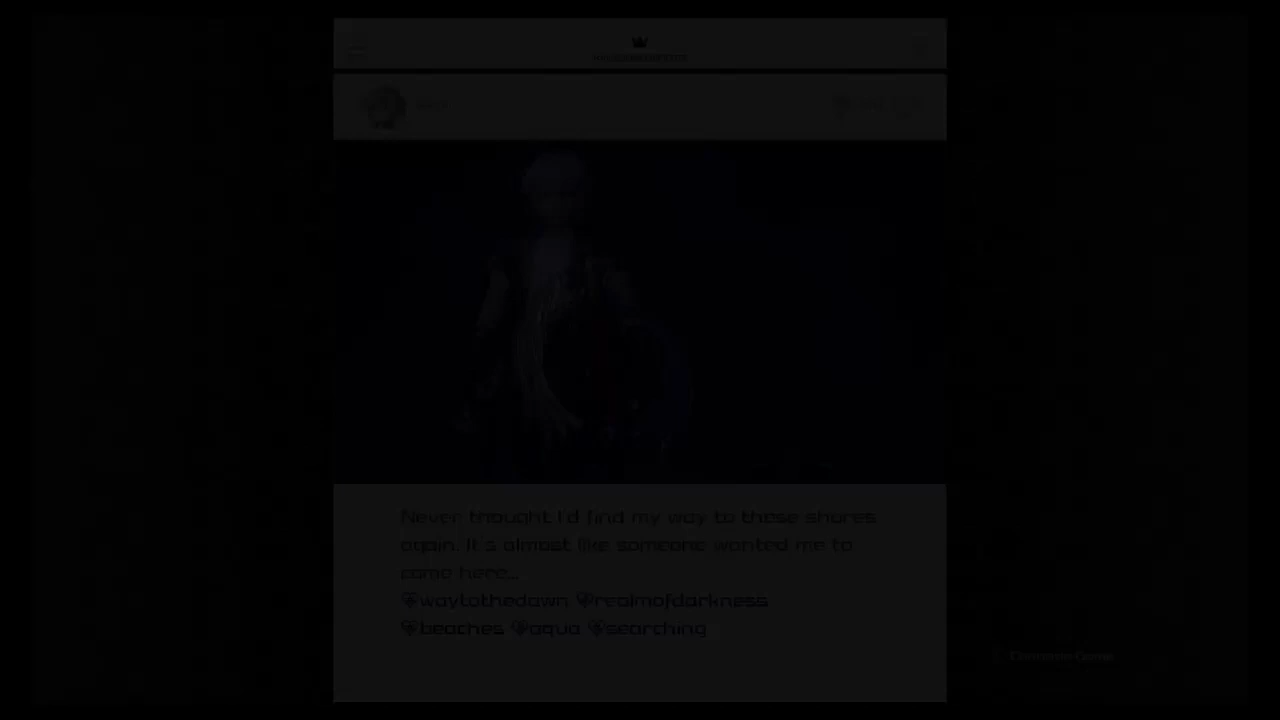 Never thought I'd find my way to these shores
again. It's almost like someone wanted me to
come here...
waytothedawn realmofdarkness
beaches aqua searching